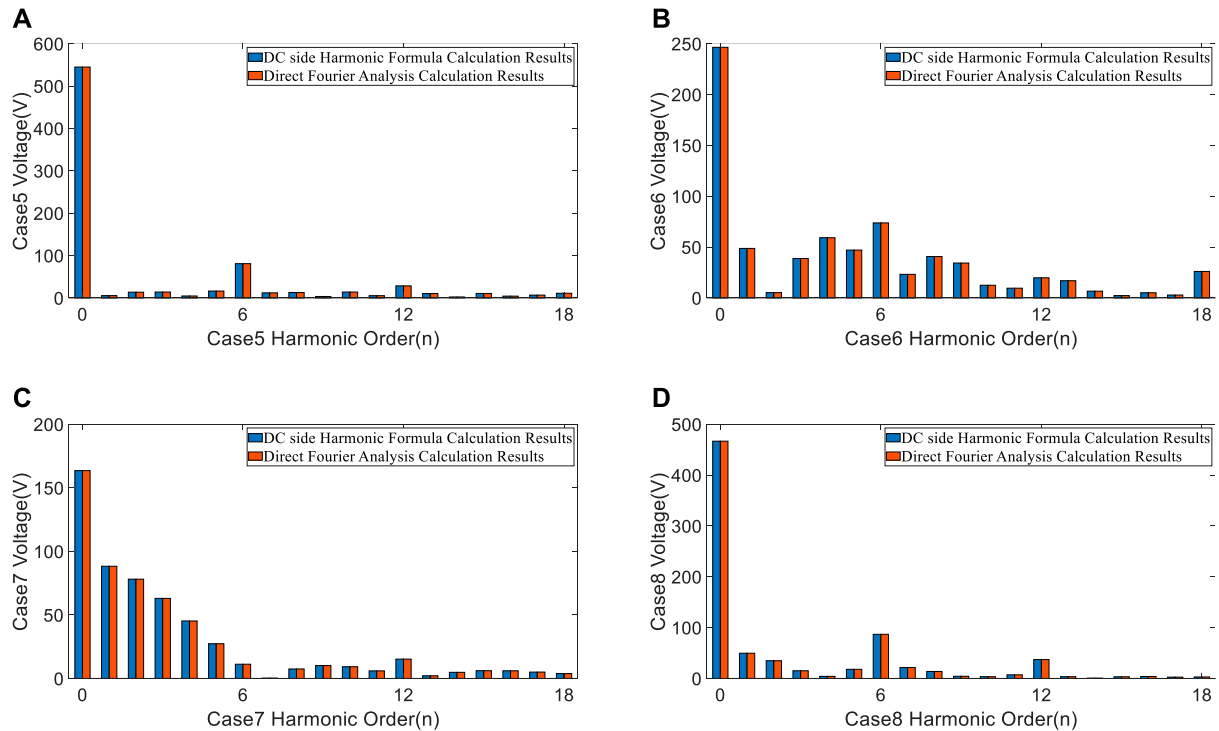 A
600
500
400
300
200
100
0
Case5 Voltage(V)
DC side Harmonic Formula Calculation Results
Direct Fourier Analysis Calculation Results
0 6 12 18
Case5 Harmonic Order(n)
B
250
200
150
100
50
0
Case6 Voltage(V)
DC side Harmonic Formula Calculation Results
Direct Fourier Analysis Calculation Results
0 6 12 18
Case6 Harmonic Order(n)
C
200
150
100
50
0
Case7 Voltage(V)
DC side Harmonic Formula Calculation Results
Direct Fourier Analysis Calculation Results
0 6 12 18
Case7 Harmonic Order(n)
D
500
400
300
200
100
0
Case8 Voltage(V)
DC side Harmonic Formula Calculation Results
Direct Fourier Analysis Calculation Results
0 6 12 18
Case8 Harmonic Order(n)